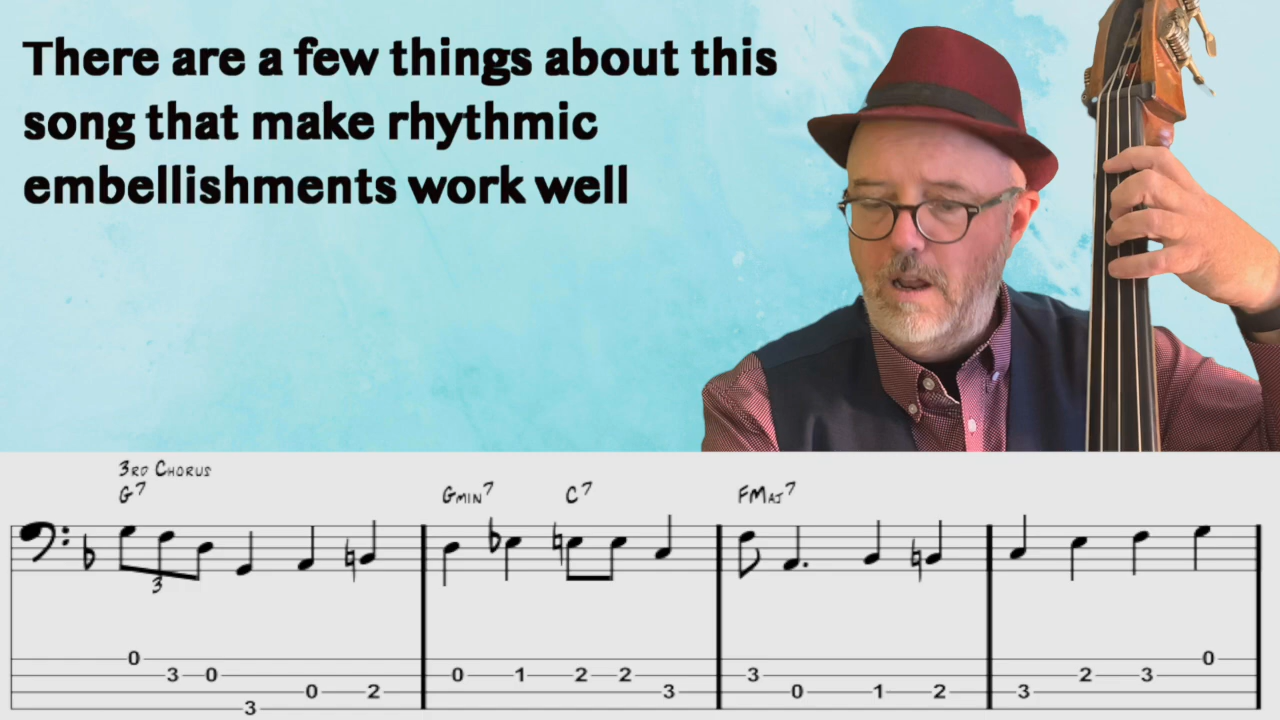 There are a few things about this
song that make rhythmic
embellishments work well
3RD CHORUS
G7 GMIN7 C7 FMAJ7
3
0 0
3 0 0 1 2 2 3 2 3
0 2 3 0 1 2 3
3